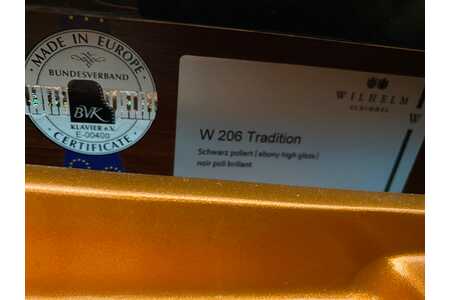 MADE IN EUROPE
BUNDESVERBAND
BVK
KLAVIER e.V.
E-00400
CERTIFICATE
WILHELM
SCHIMMEL
W
W 206 Tradition
Schwarz poliert | ebony high gloss |
noir poli brillant